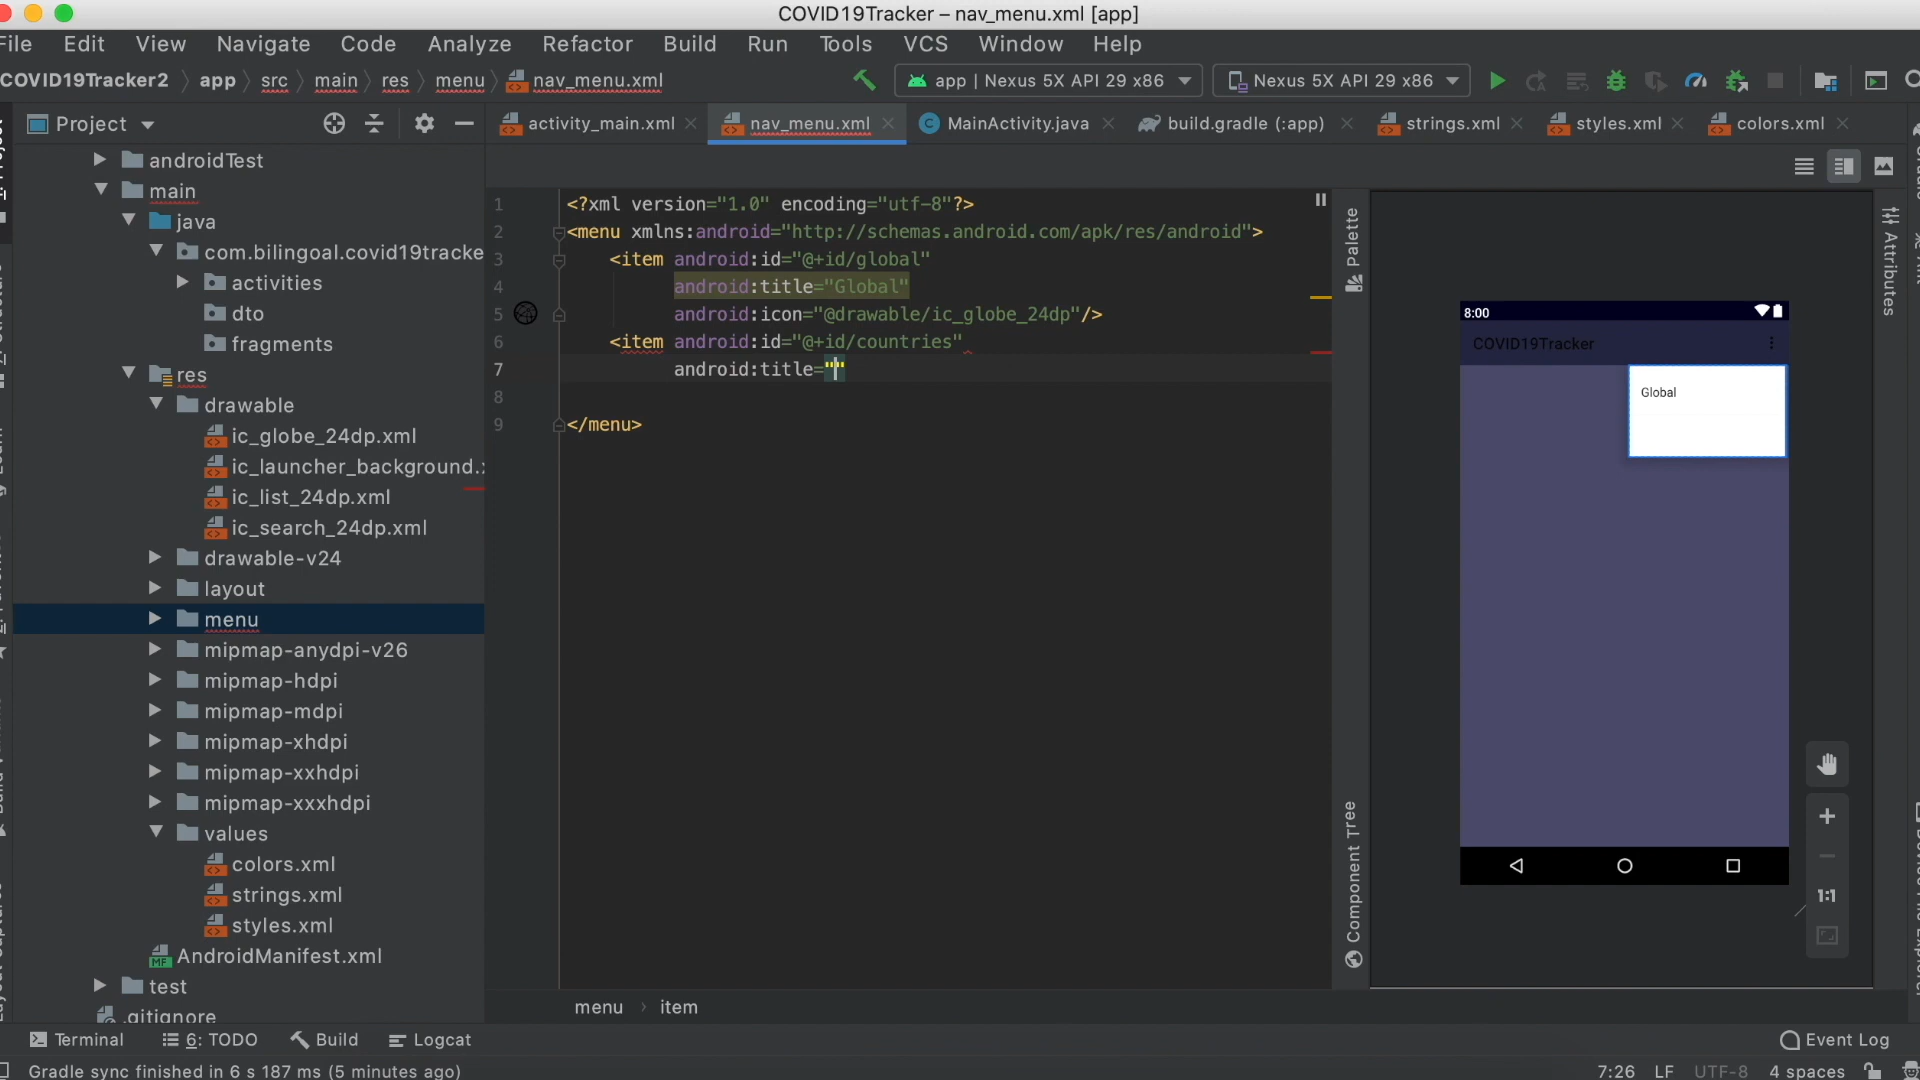 COVID19Tracker – nav_menu.xml [app]
File Edit View Navigate Code Analyze Refactor Build Run Tools VCS Window Help
COVID19Tracker2 app src main res menu nav_menu.xml app | Nexus 5X API 29 x86 Nexus 5X API 29 x86
Project activity_main.xml nav_menu.xml MainActivity.java build.gradle (:app) strings.xml styles.xml colors.xml
androidTest
main
java
com.bilingoal.covid19tracke
activities
dto
fragments
res
drawable
ic_globe_24dp.xml
ic_launcher_background.
ic_list_24dp.xml
ic_search_24dp.xml
drawable-v24
layout
menu
mipmap-anydpi-v26
mipmap-hdpi
mipmap-mdpi
mipmap-xhdpi
mipmap-xxhdpi
mipmap-xxxhdpi
values
colors.xml
strings.xml
styles.xml
AndroidManifest.xml
test
.gitignore
1 <?xml version="1.0" encoding="utf-8"?>
2 <menu xmlns:android="http://schemas.android.com/apk/res/android">
3 <item android:id="@+id/global"
4 android:title="Global"
5 android:icon="@drawable/ic_globe_24dp"/>
6 <item android:id="@+id/countries"
7 android:title=""
8
9 </menu>
menu item
Palette
Component Tree
Attributes
8:00
COVID19Tracker
Global
1:1
Terminal 6: TODO Build Logcat Event Log
Gradle sync finished in 6 s 187 ms (5 minutes ago) 7:26 LF UTF-8 4 spaces